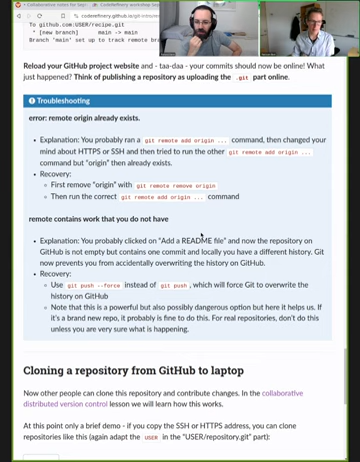 Collaboration notes for
coderefinery.github.io/git-intro/
To github.com:USER/recipe.git
* [new branch] main -> main
Branch 'main' set up to track remote
Reload your GitHub project website and - taa-daa - your commits should now be online! What
just happened? Think of publishing a repository as uploading the .git part online.
Troubleshooting
error: remote origin already exists.
• Explanation: You probably ran a git remote add origin ... command, then changed your
mind about HTTPS or SSH and then tried to run the other git remote add origin ...
command but "origin" then already exists.
• Recovery:
◦ First remove "origin" with git remote remove origin
◦ Then run the correct git remote add origin ... command
remote contains work that you do not have
• Explanation: You probably clicked on "Add a README file" and now the repository on
GitHub is not empty but contains one commit and locally you have a different history. Git
now prevents you from accidentally overwriting the history on GitHub.
• Recovery:
◦ Use git push --force instead of git push, which will force Git to overwrite the
history on GitHub
◦ Note that this is a powerful but also possibly dangerous option but here it helps us. If
it's a brand new repo, it probably is fine to do this. For real repositories, don't do this
unless you are very sure what is happening.
Cloning a repository from GitHub to laptop
Now other people can clone this repository and contribute changes. In the collaborative
distributed version control lesson we will learn how this works.
At this point only a brief demo - if you copy the SSH or HTTPS address, you can clone
repositories like this (again adapt the USER in the "USER/repository.git" part):